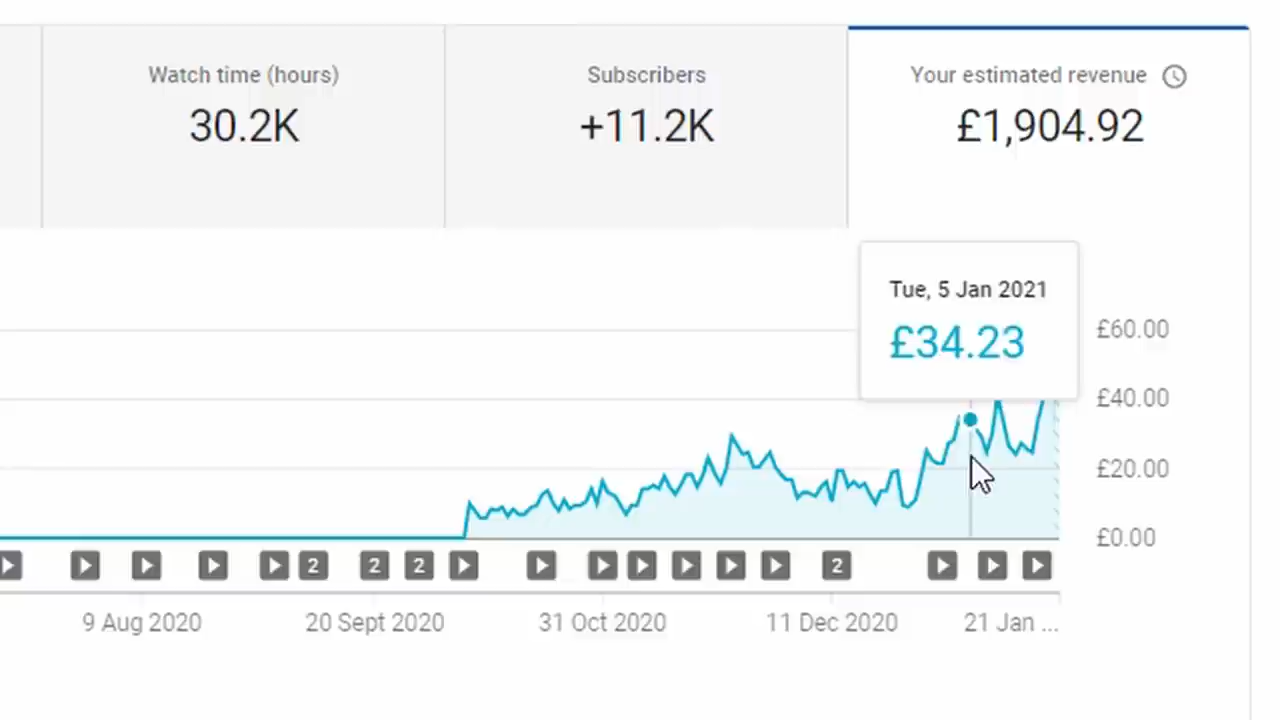 Watch time (hours)
30.2K
Subscribers
+11.2K
Your estimated revenue
£1,904.92
Tue, 5 Jan 2021
£34.23
£60.00
£40.00
£20.00
£0.00
2 2 2 2
9 Aug 2020 20 Sept 2020 31 Oct 2020 11 Dec 2020 21 Jan ...